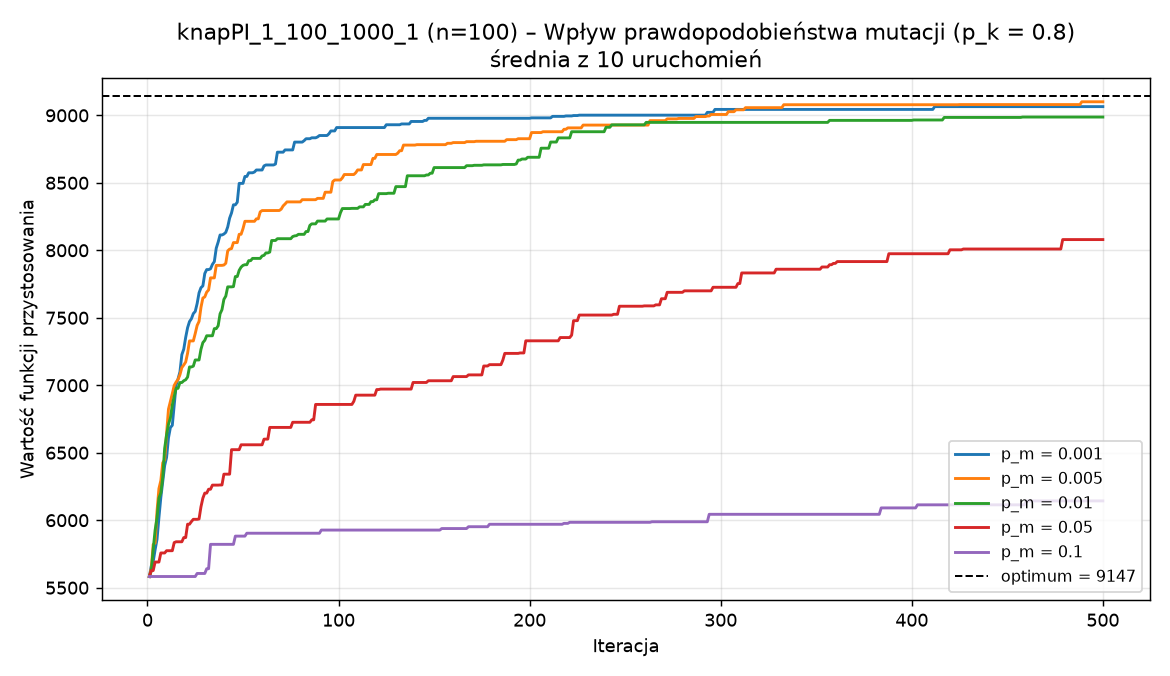 knapPI_1_100_1000_1 (n=100) – Wpływ prawdopodobieństwa mutacji (p_k = 0.8)
średnia z 10 uruchomień
Wartość funkcji przystosowania
9000
8500
8000
7500
7000
6500
6000
5500
0
100
200
300
400
500
Iteracja
p_m = 0.001
p_m = 0.005
p_m = 0.01
p_m = 0.05
p_m = 0.1
optimum = 9147